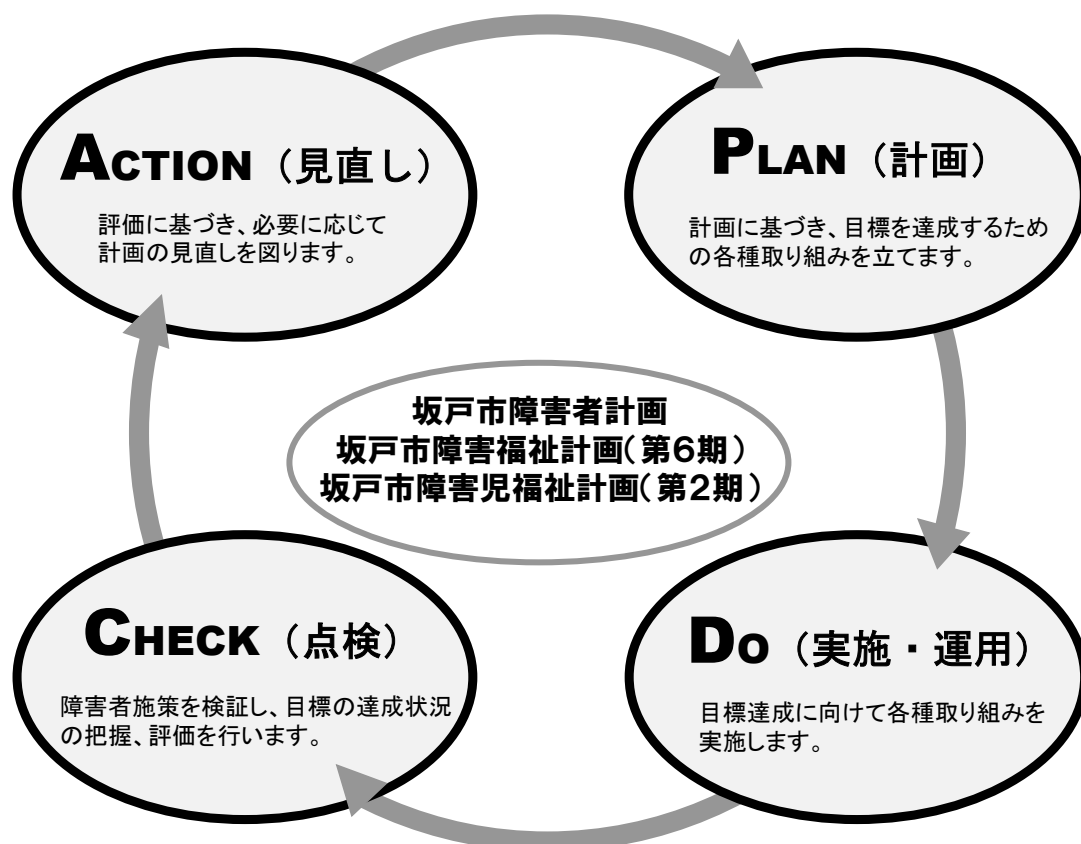 ACTION（見直し）
評価に基づき、必要に応じて
計画の見直しを図ります。
PLAN（計画）
計画に基づき、目標を達成するため
の各種取り組みを立てます。
坂戸市障害者計画
坂戸市障害福祉計画（第6期）
坂戸市障害児福祉計画（第2期）
CHECK（点検）
障害者施策を検証し、目標の達成状況
の把握、評価を行います。
DO（実施・運用）
目標達成に向けて各種取り組みを
実施します。